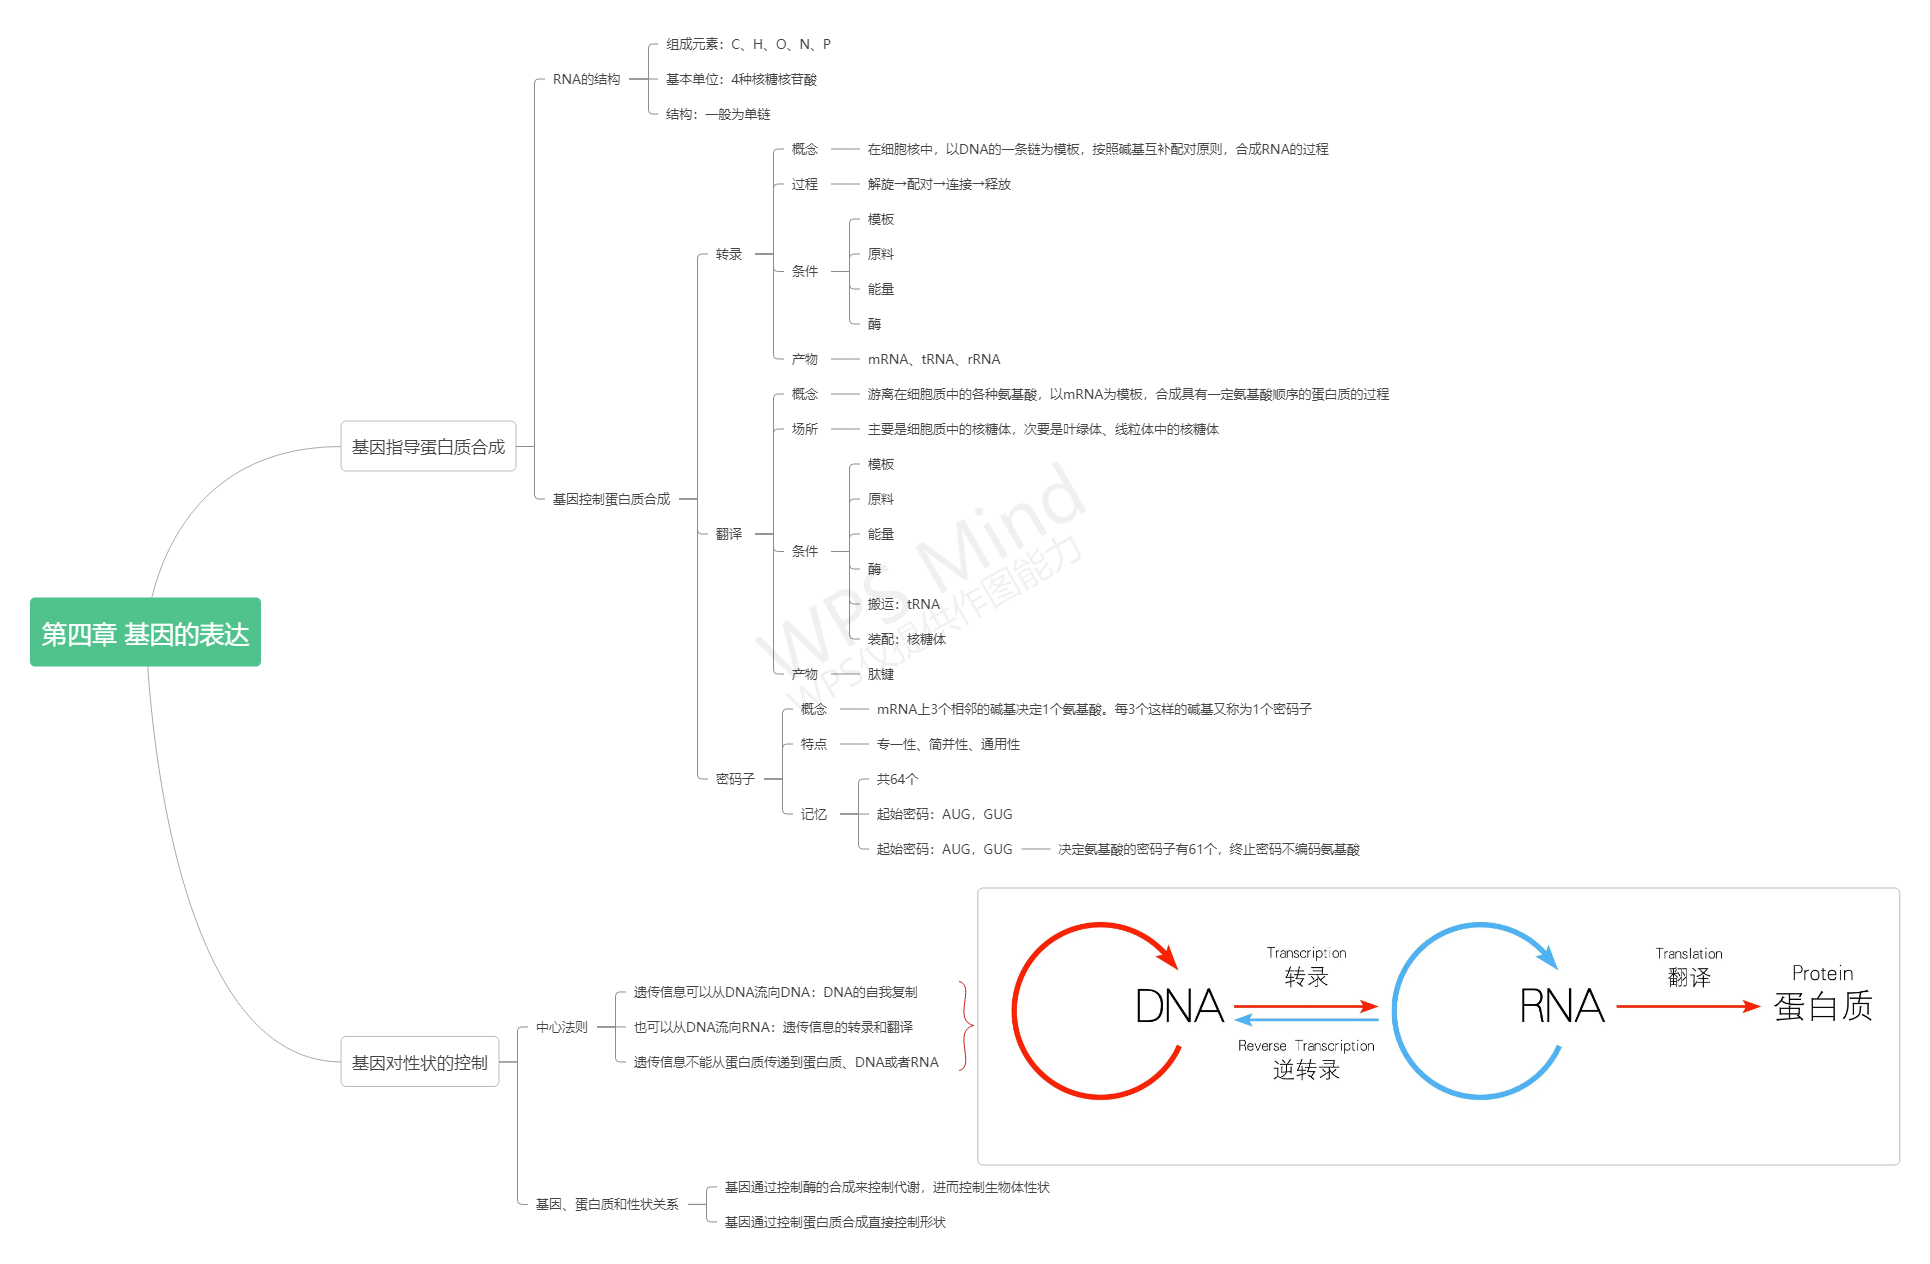 第四章 基因的表达
基因指导蛋白质合成
RNA的结构
组成元素：C、H、O、N、P
基本单位：4种核糖核苷酸
结构：一般为单链
基因控制蛋白质合成
转录
概念
在细胞核中，以DNA的一条链为模板，按照碱基互补配对原则，合成RNA的过程
过程
解旋→配对→连接→释放
条件
模板
原料
能量
酶
产物
mRNA、tRNA、rRNA
翻译
概念
游离在细胞质中的各种氨基酸，以mRNA为模板，合成具有一定氨基酸顺序的蛋白质的过程
场所
主要是细胞质中的核糖体，次要是叶绿体、线粒体中的核糖体
条件
模板
原料
能量
酶
搬运：tRNA
装配：核糖体
产物
肽键
密码子
概念
mRNA上3个相邻的碱基决定1个氨基酸。每3个这样的碱基又称为1个密码子
特点
专一性、简并性、通用性
记忆
共64个
起始密码：AUG，GUG
起始密码：AUG，GUG
决定氨基酸的密码子有61个，终止密码不编码氨基酸
基因对性状的控制
中心法则
遗传信息可以从DNA流向DNA：DNA的自我复制
也可以从DNA流向RNA：遗传信息的转录和翻译
遗传信息不能从蛋白质传递到蛋白质、DNA或者RNA
DNA
Transcription
转录
Reverse Transcription
逆转录
RNA
Translation
翻译
Protein
蛋白质
基因、蛋白质和性状关系
基因通过控制酶的合成来控制代谢，进而控制生物体性状
基因通过控制蛋白质合成直接控制形状
WPS Mind
WPS仅提供作图能力